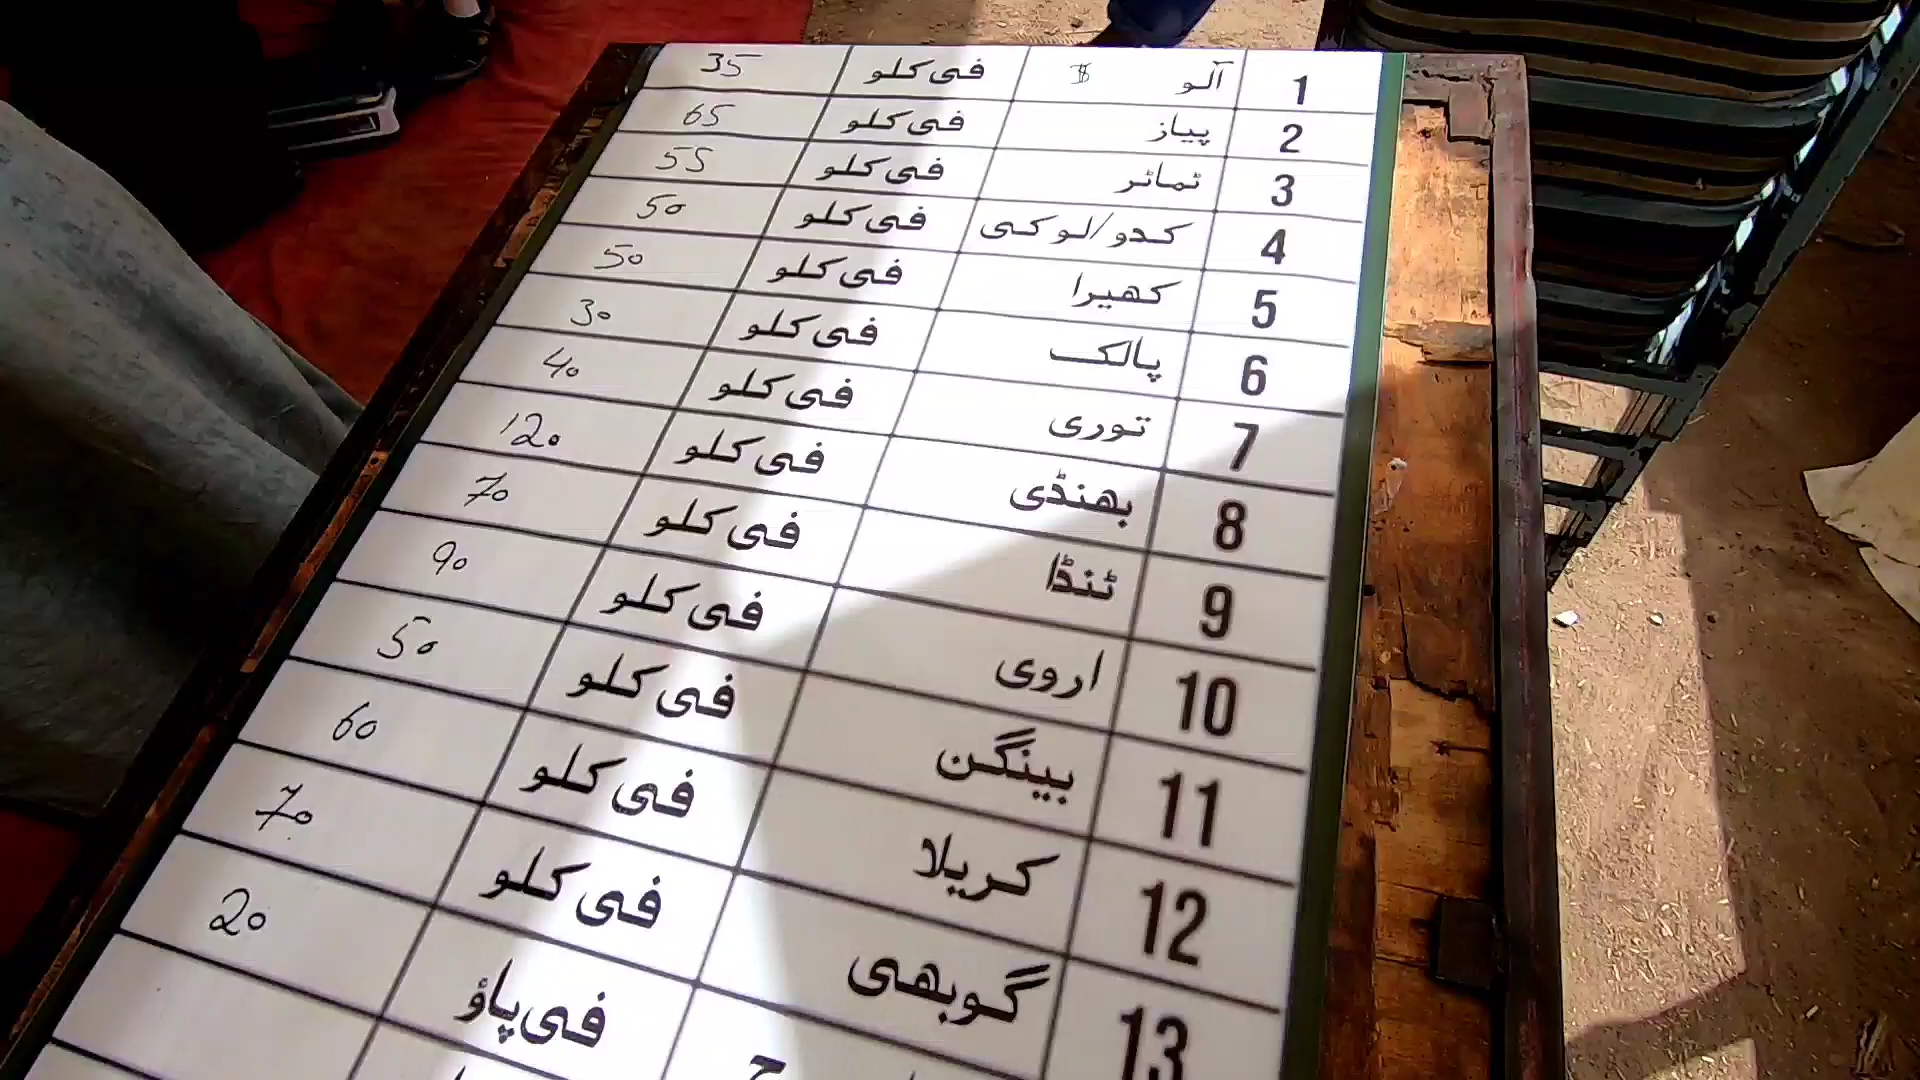 1 آلو فی کلو 35
2 پیاز فی کلو 65
3 ٹماٹر فی کلو 55
4 کدو/لوکی فی کلو 50
5 کھیرا فی کلو 50
6 پالک فی کلو 30
7 توری فی کلو 40
8 بھنڈی فی کلو 120
9 ٹنڈا فی کلو 70
10 اروی فی کلو 90
11 بینگن فی کلو 50
12 کریلا فی کلو 60
13 گوبھی فی کلو 70
فی پاؤ 20